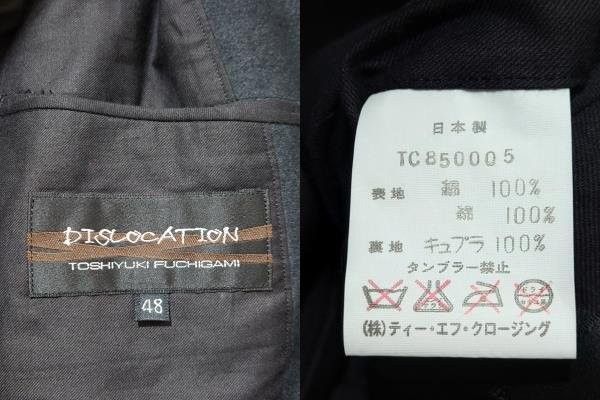 DISLOCATION
TOSHIYUKI FUCHIGAMI
48
日本製
TC850005
表地 綿 100%
綿 100%
裏地 キュプラ 100%
タンブラー禁止
(株)ティー・エフ・クロージング